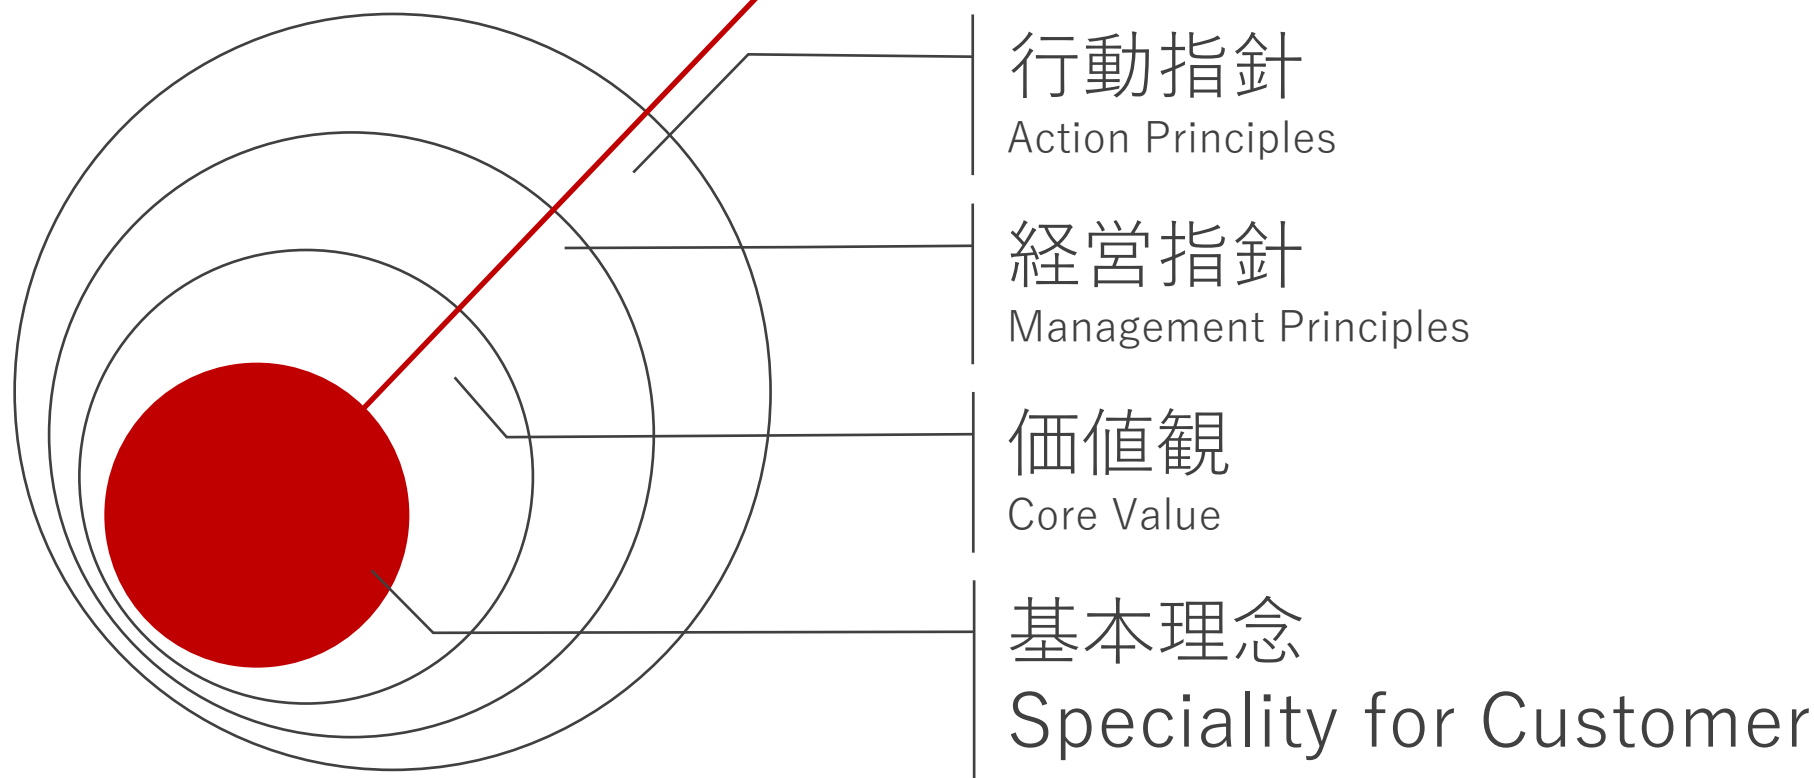 行動指針
Action Principles
経営指針
Management Principles
価値観
Core Value
基本理念
Speciality for Customer